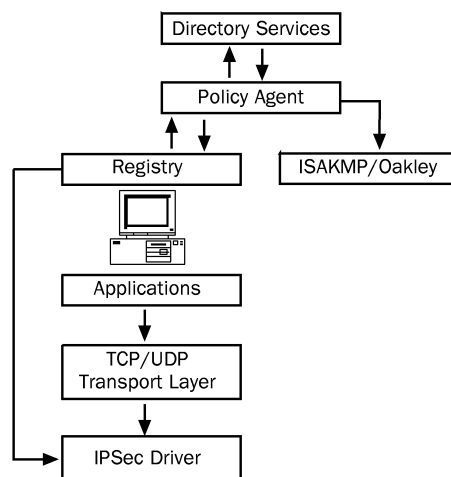 Directory Services
Policy Agent
Registry
ISAKMP/Oakley
Applications
TCP/UDP
Transport Layer
IPSec Driver